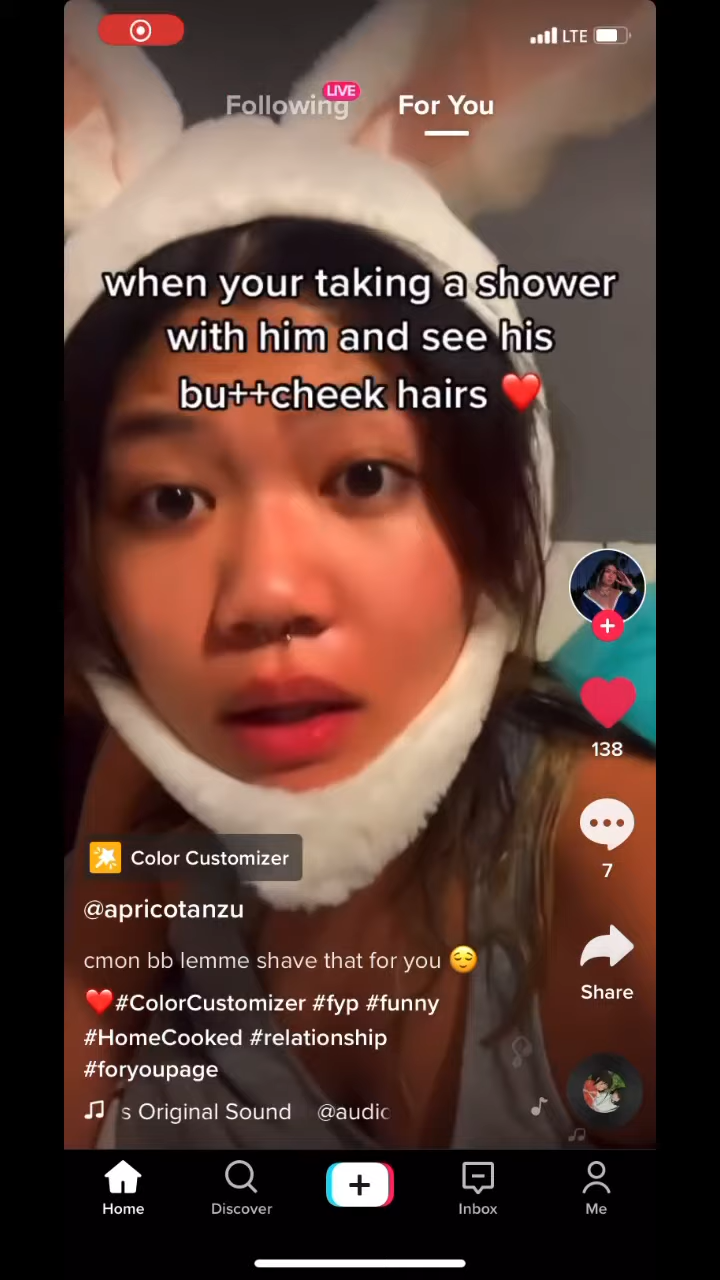 LTE
Following
LIVE
For You
when your taking a shower
with him and see his
bu++cheek hairs ❤️
138
7
Color Customizer
@apricotanzu
cmon bb lemme shave that for you 😌
❤️#ColorCustomizer #fyp #funny
#HomeCooked #relationship
#foryoupage
Share
s Original Sound @audic
Home
Discover
Inbox
Me